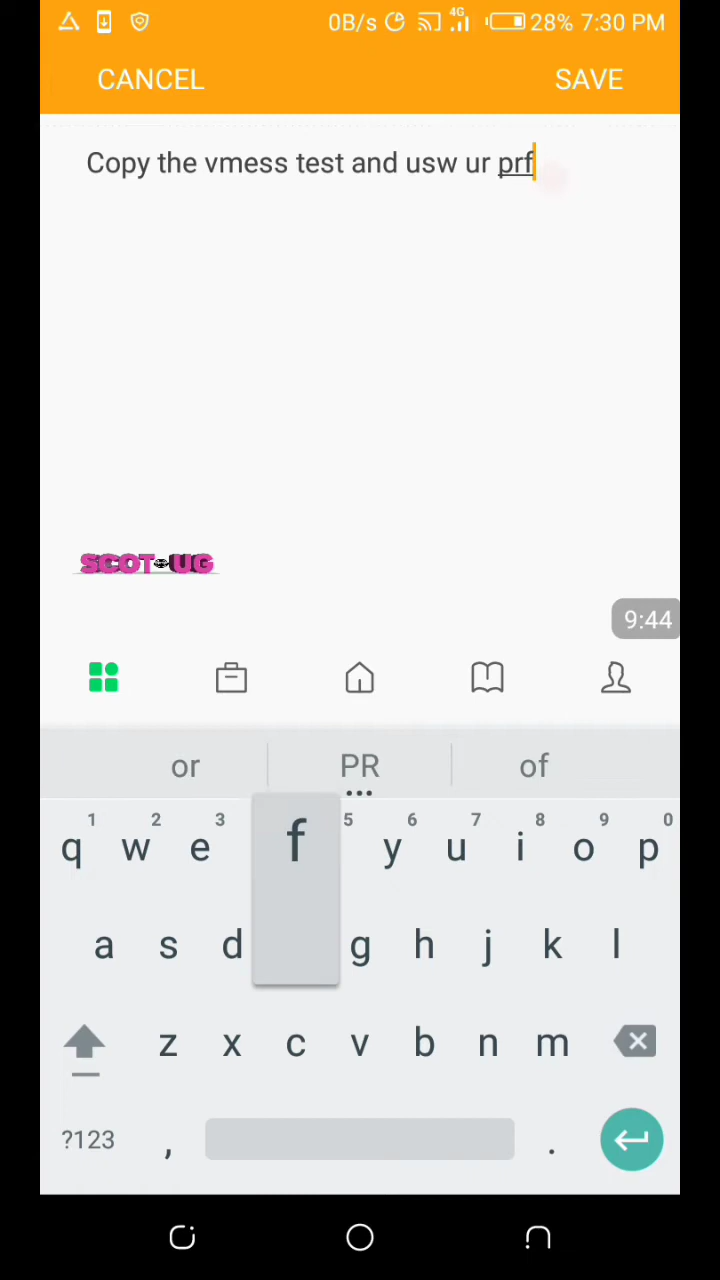 0B/s 4G 28% 7:30 PM
CANCEL SAVE
Copy the vmess test and usw ur prf
SCOT UG
9:44
or PR of
1 2 3 5 6 7 8 9 0
q w e f y u i o p
a s d g h j k l
z x c v b n m
?123 , .